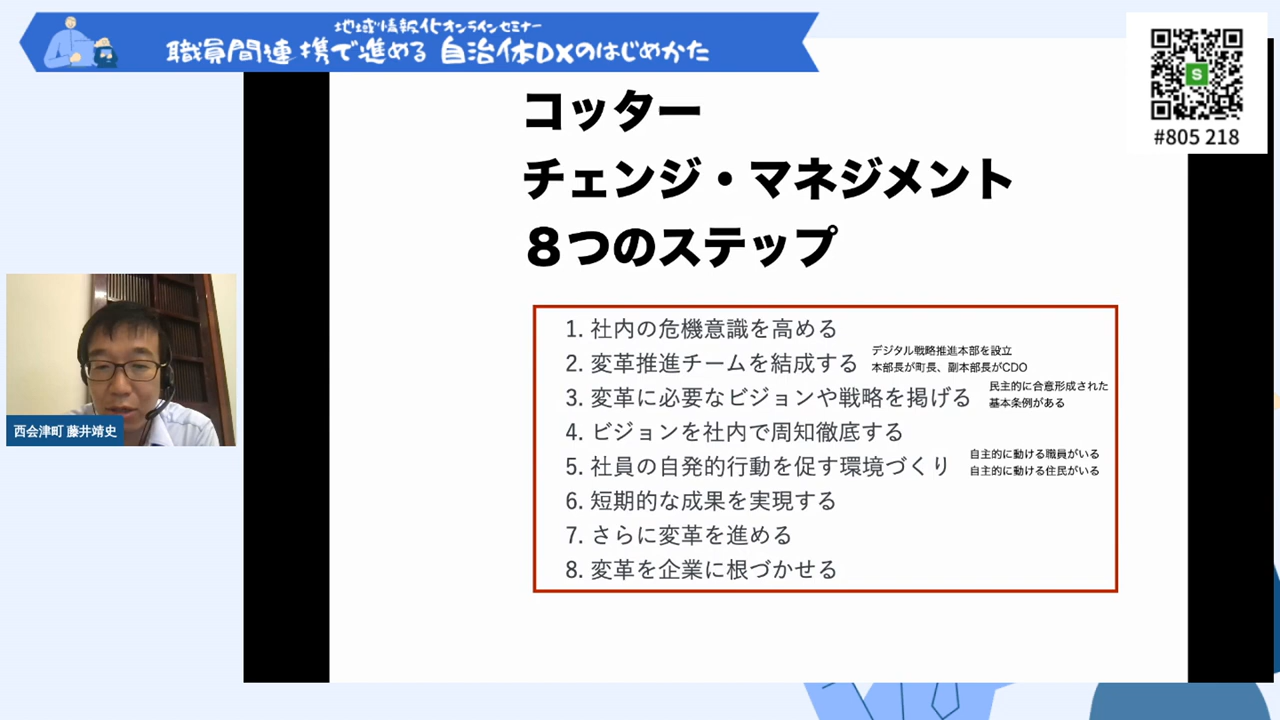 地域情報化オンラインセミナー
職員間連携で進める 自治体DXのはじめかた
S
#805 218
コッター
チェンジ・マネジメント
８つのステップ
1. 社内の危機意識を高める
2. 変革推進チームを結成する
デジタル戦略推進本部を設立
本部長が町長、副本部長がCDO
3. 変革に必要なビジョンや戦略を掲げる
民主的に合意形成された
基本条例がある
4. ビジョンを社内で周知徹底する
5. 社員の自発的行動を促す環境づくり
自主的に動ける職員がいる
自主的に動ける住民がいる
6. 短期的な成果を実現する
7. さらに変革を進める
8. 変革を企業に根づかせる
西会津町 藤井靖史